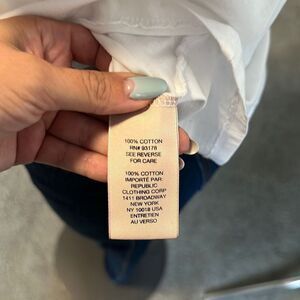 100% COTTON
RN# 93178
SEE REVERSE
FOR CARE
100% COTTON
IMPORTÉ PAR:
REPUBLIC
CLOTHING CORP
1411 BROADWAY
NEW YORK
NY 10018 USA
ENTRETIEN
AU VERSO